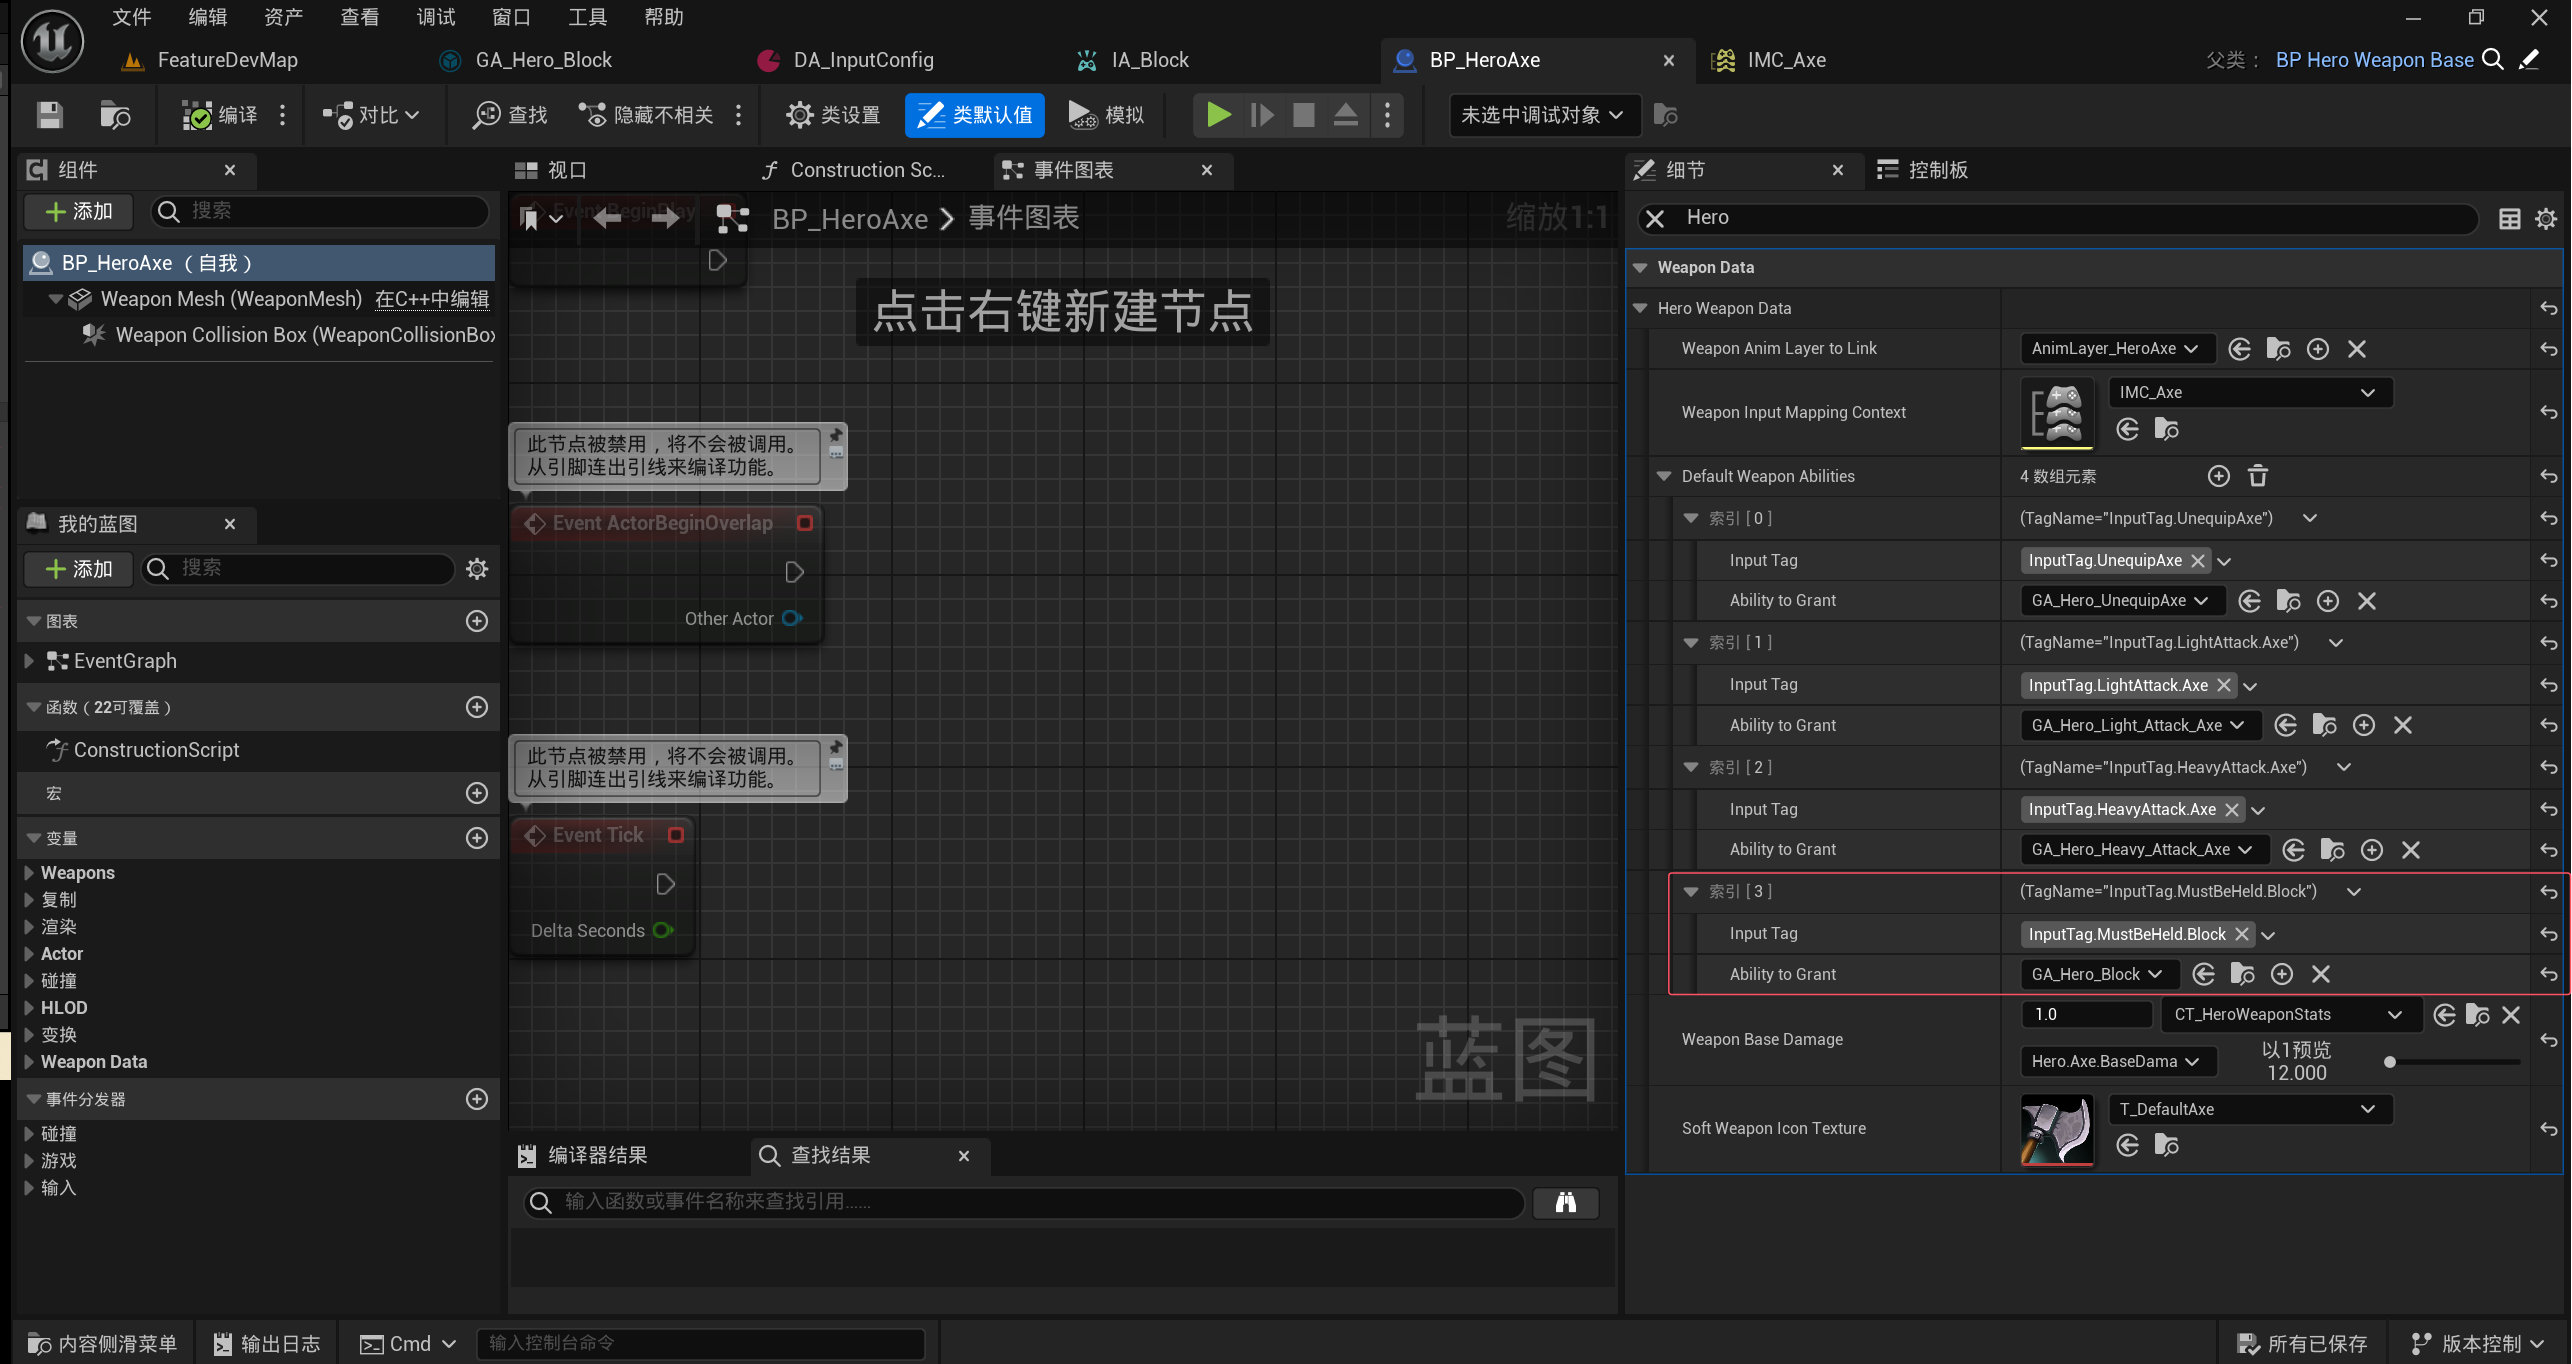 文件 编辑 资产 查看 调试 窗口 工具 帮助
FeatureDevMap GA_Hero_Block DA_InputConfig IA_Block BP_HeroAxe IMC_Axe 父类： BP Hero Weapon Base
编译 对比 查找 隐藏不相关 类设置 类默认值 模拟 未选中调试对象
组件
添加 搜索
BP_HeroAxe （自我）
Weapon Mesh (WeaponMesh) 在C++中编辑
Weapon Collision Box (WeaponCollisionBox
我的蓝图
添加 搜索
图表
EventGraph
函数（22可覆盖）
ConstructionScript
宏
变量
Weapons
复制
渲染
Actor
碰撞
HLOD
变换
Weapon Data
事件分发器
碰撞
游戏
输入
视口 Construction Sc... 事件图表
Event BeginPlay
BP_HeroAxe 事件图表 缩放1:1
点击右键新建节点
此节点被禁用，将不会被调用。
从引脚连出引线来编译功能。
Event ActorBeginOverlap
Other Actor
此节点被禁用，将不会被调用。
从引脚连出引线来编译功能。
Event Tick
Delta Seconds
蓝图
编译器结果 查找结果
输入函数或事件名称来查找引用......
细节 控制板
Hero
Weapon Data
Hero Weapon Data
Weapon Anim Layer to Link AnimLayer_HeroAxe
Weapon Input Mapping Context IMC_Axe
Default Weapon Abilities 4 数组元素
索引 [ 0 ] (TagName="InputTag.UnequipAxe")
Input Tag InputTag.UnequipAxe
Ability to Grant GA_Hero_UnequipAxe
索引 [ 1 ] (TagName="InputTag.LightAttack.Axe")
Input Tag InputTag.LightAttack.Axe
Ability to Grant GA_Hero_Light_Attack_Axe
索引 [ 2 ] (TagName="InputTag.HeavyAttack.Axe")
Input Tag InputTag.HeavyAttack.Axe
Ability to Grant GA_Hero_Heavy_Attack_Axe
索引 [ 3 ] (TagName="InputTag.MustBeHeld.Block")
Input Tag InputTag.MustBeHeld.Block
Ability to Grant GA_Hero_Block
1.0 CT_HeroWeaponStats
Weapon Base Damage
Hero.Axe.BaseDama 以1预览
12.000
Soft Weapon Icon Texture T_DefaultAxe
内容侧滑菜单 输出日志 Cmd 输入控制台命令 所有已保存 版本控制